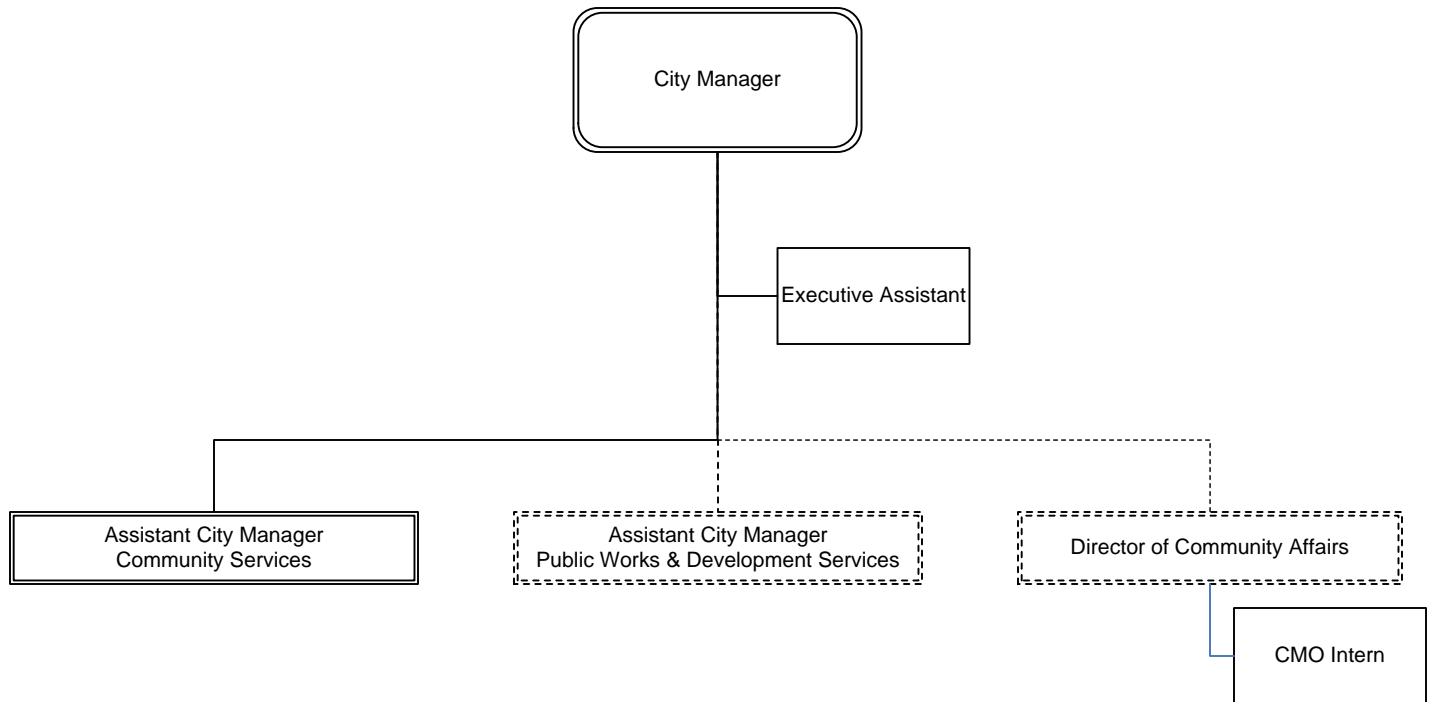 City Manager
Executive Assistant
Assistant City Manager
Community Services
Assistant City Manager
Public Works & Development Services
Director of Community Affairs
CMO Intern